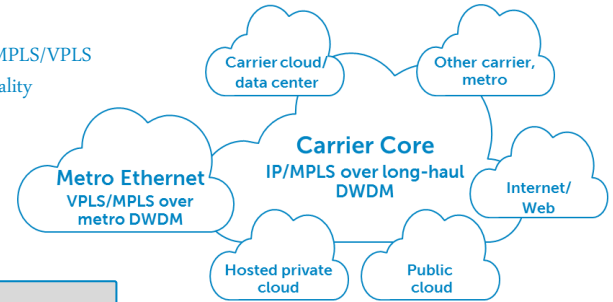 MPLS/VPLS
ality
Carrier cloud/
data center
Other carrier,
metro
Carrier Core
IP/MPLS over long-haul
DWDM
Metro Ethernet
VPLS/MPLS over
metro DWDM
Internet/
Web
Hosted private
cloud
Public
cloud